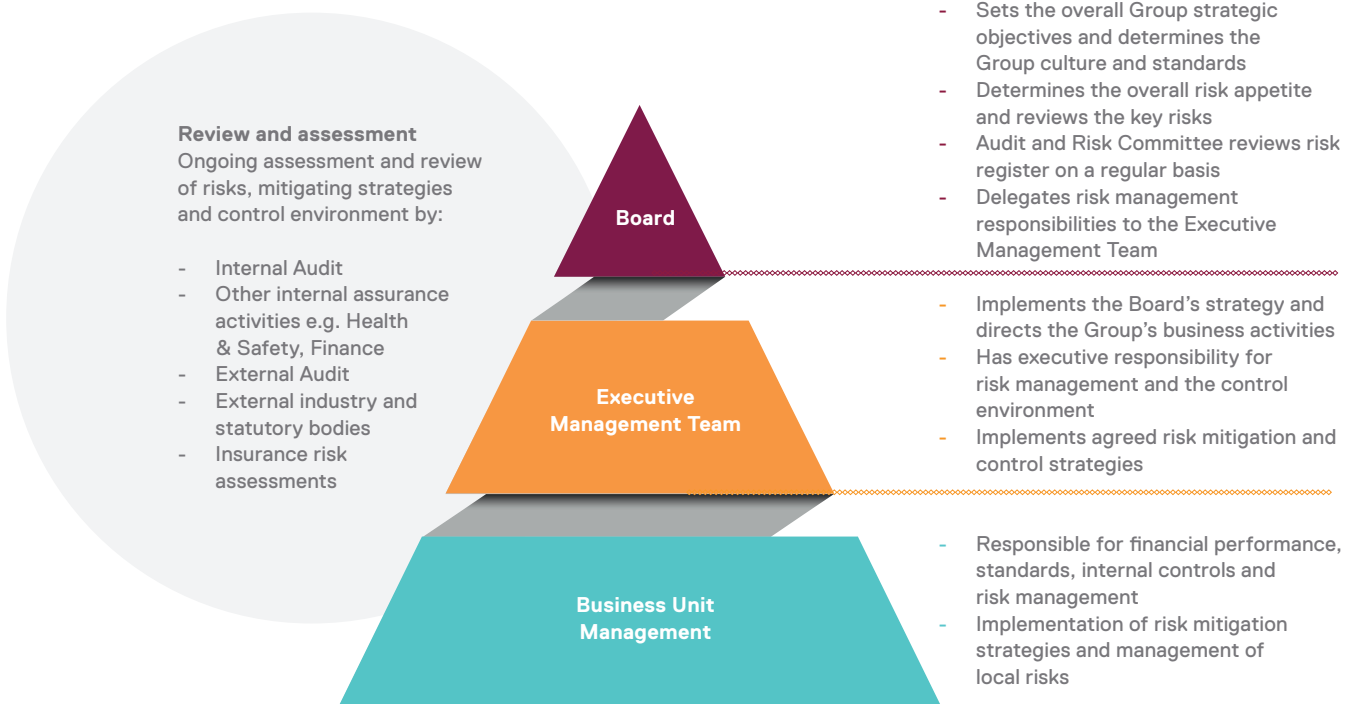 Review and assessment
Ongoing assessment and review
of risks, mitigating strategies
and control environment by:
- Internal Audit
- Other internal assurance
activities e.g. Health
& Safety, Finance
- External Audit
- External industry and
statutory bodies
- Insurance risk
assessments
Board
- Sets the overall Group strategic
objectives and determines the
Group culture and standards
- Determines the overall risk appetite
and reviews the key risks
- Audit and Risk Committee reviews risk
register on a regular basis
- Delegates risk management
responsibilities to the Executive
Management Team
Executive
Management Team
- Implements the Board’s strategy and
directs the Group’s business activities
- Has executive responsibility for
risk management and the control
environment
- Implements agreed risk mitigation and
control strategies
Business Unit
Management
- Responsible for financial performance,
standards, internal controls and
risk management
- Implementation of risk mitigation
strategies and management of
local risks